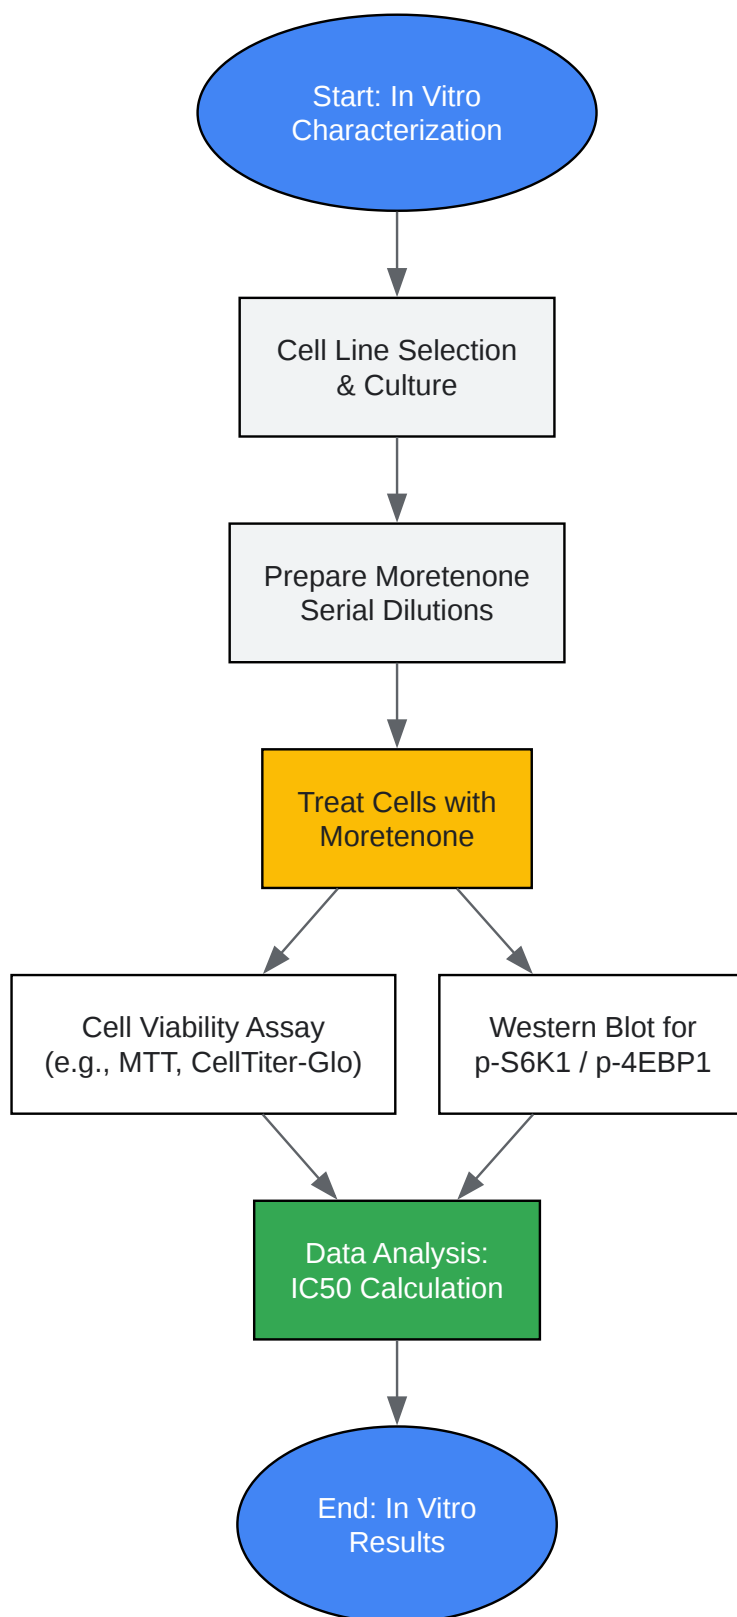 Start: In Vitro
Characterization
Cell Line Selection
& Culture
Prepare Moretenone
Serial Dilutions
Treat Cells with
Moretenone
Cell Viability Assay
(e.g., MTT, CellTiter-Glo)
Western Blot for
p-S6K1 / p-4EBP1
Data Analysis:
IC50 Calculation
End: In Vitro
Results